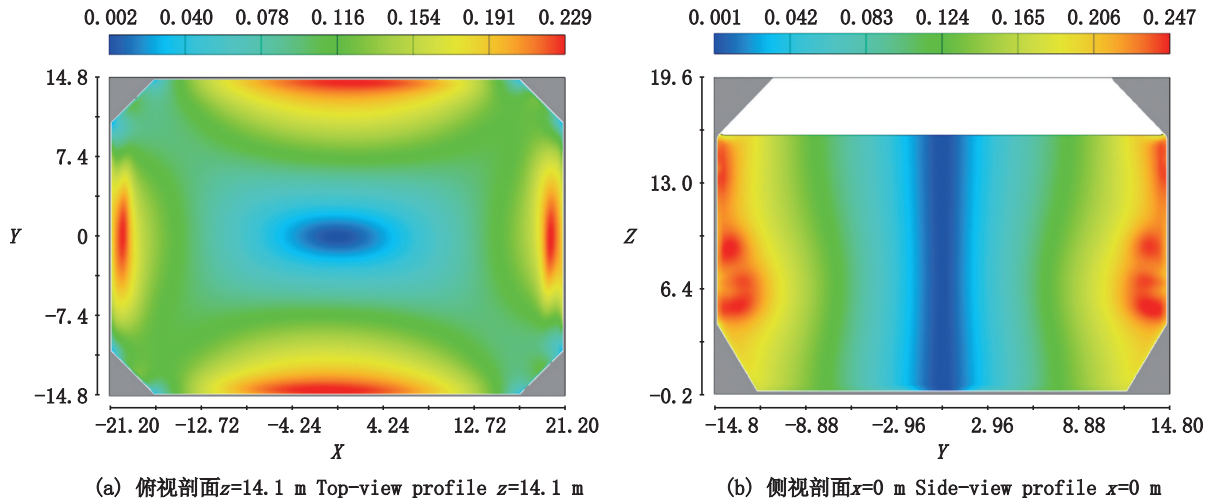 0.002 0.040 0.078 0.116 0.154 0.191 0.229
14.8
7.4
Y 0
-7.4
-14.8
-21.20 -12.72 -4.24 4.24 12.72 21.20
X
(a) 俯视剖面z=14.1 m Top-view profile z=14.1 m
0.001 0.042 0.083 0.124 0.165 0.206 0.247
19.6
13.0
Z
6.4
-0.2
-14.8 -8.88 -2.96 2.96 8.88 14.80
Y
(b) 侧视剖面x=0 m Side-view profile x=0 m